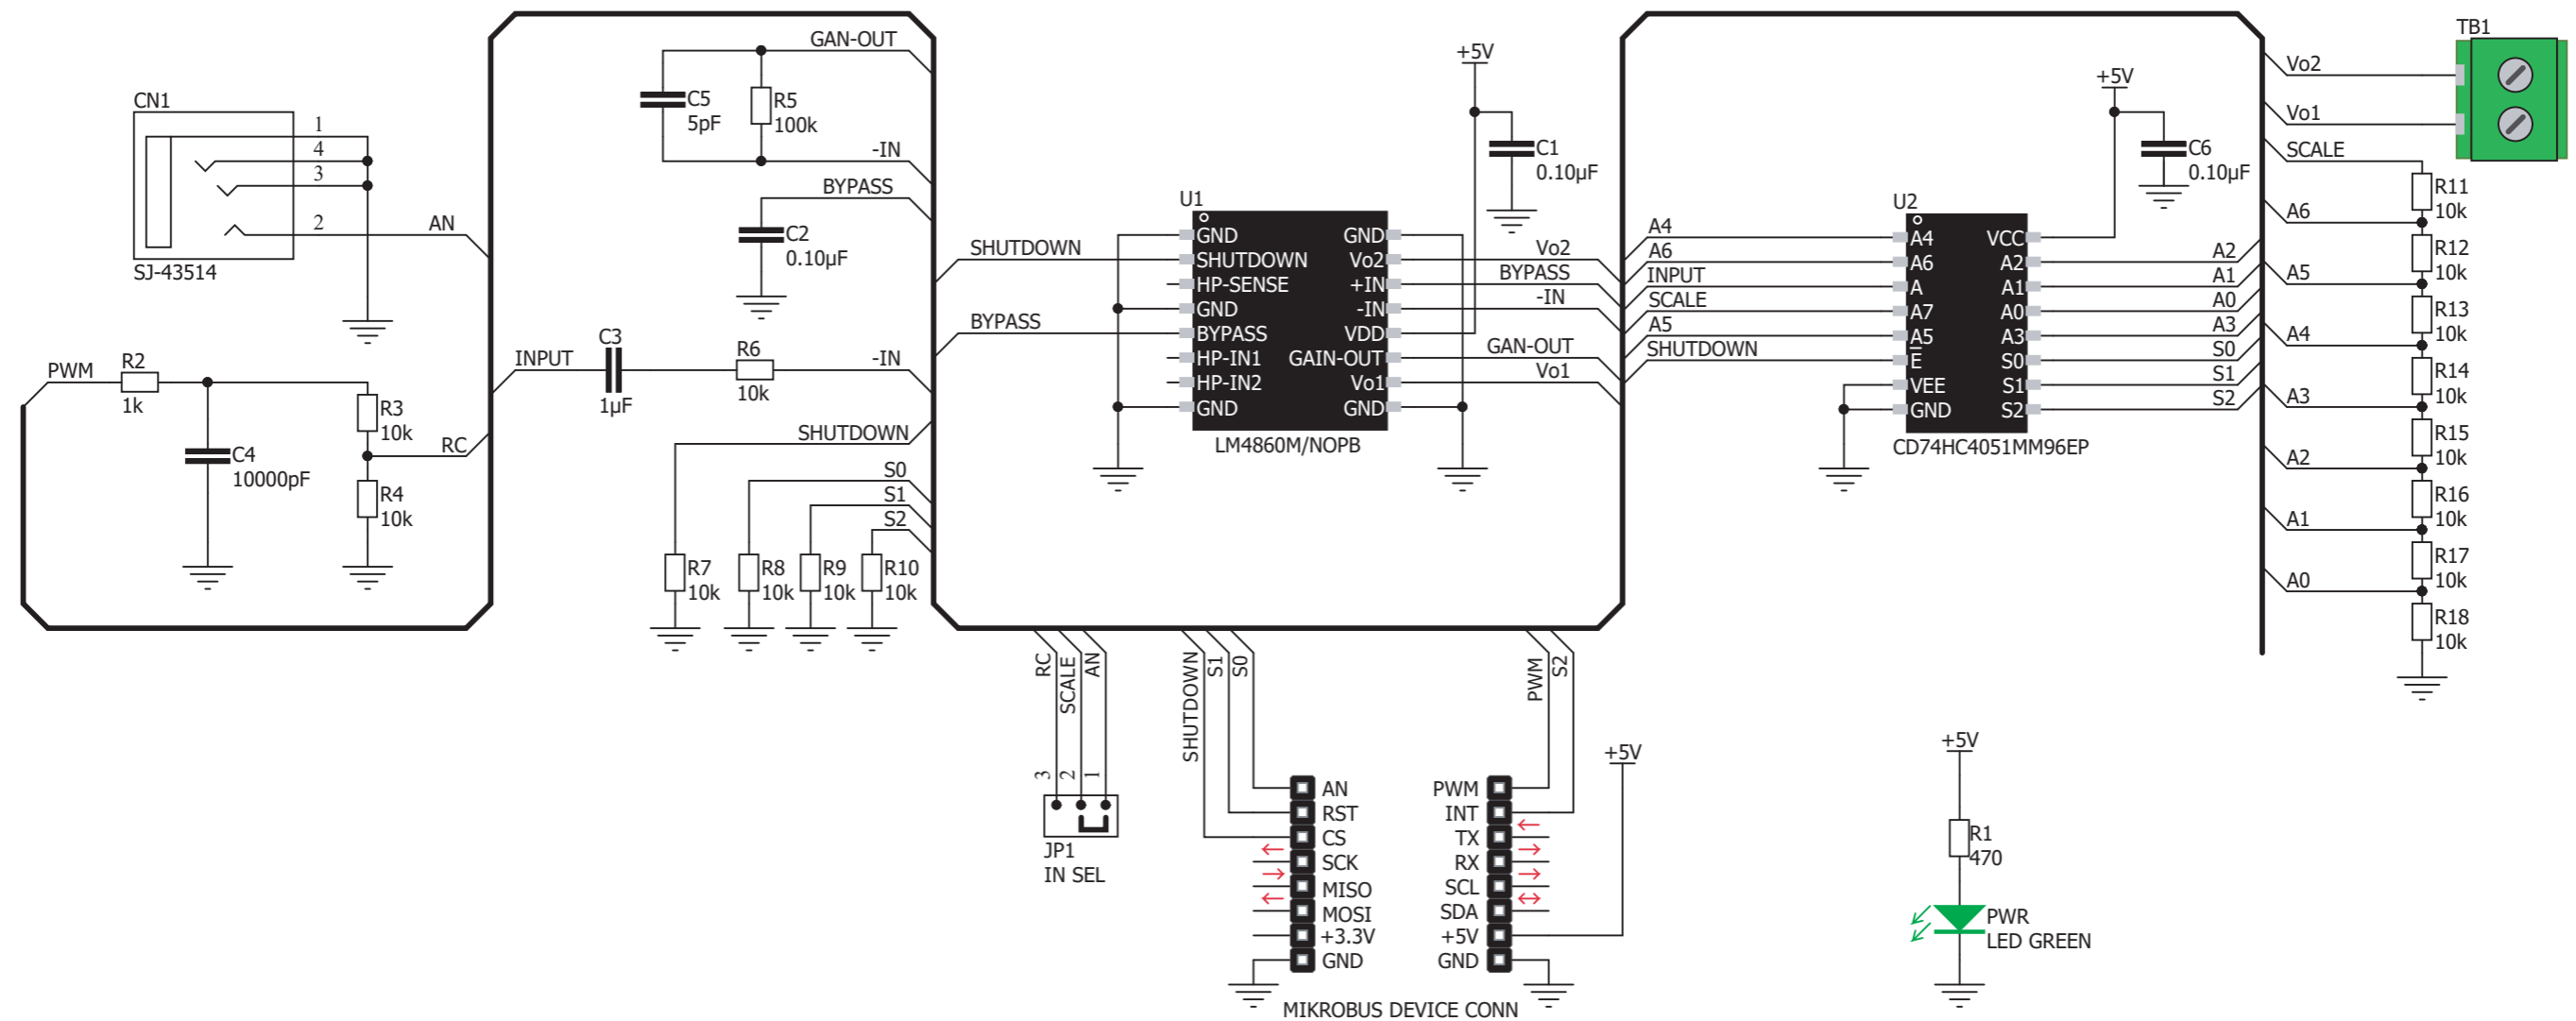 CN1
1
4
3
2
AN
SJ-43514
PWM
R2
1k
C4
10000pF
R3
10k
RC
R4
10k
GAN-OUT
C5
5pF
R5
100k
-IN
BYPASS
C2
0.10µF
INPUT
C3
1µF
R6
10k
-IN
SHUTDOWN
S0
S1
S2
R7
10k
R8
10k
R9
10k
R10
10k
SHUTDOWN
BYPASS
U1
GND
SHUTDOWN
HP-SENSE
GND
BYPASS
HP-IN1
HP-IN2
GND
GND
Vo2
+IN
-IN
VDD
GAIN-OUT
Vo1
GND
LM4860M/NOPB
+5V
C1
0.10µF
Vo2
BYPASS
-IN
GAN-OUT
Vo1
A4
A6
INPUT
SCALE
A5
SHUTDOWN
U2
A4
A6
A
A7
A5
E
VEE
GND
VCC
A2
A1
A0
A3
S0
S1
S2
CD74HC4051MM96EP
+5V
C6
0.10µF
A2
A1
A0
A3
S0
S1
S2
TB1
Vo2
Vo1
SCALE
R11
10k
A6
R12
10k
A5
R13
10k
A4
R14
10k
A3
R15
10k
A2
R16
10k
A1
R17
10k
A0
R18
10k
RC
SCALE
AN
3
2
1
JP1
IN SEL
SHUTDOWN
S1
S0
PWM
S2
+5V
AN
RST
CS
SCK
MISO
MOSI
+3.3V
GND
PWM
INT
TX
RX
SCL
SDA
+5V
GND
MIKROBUS DEVICE CONN
+5V
R1
470
PWR
LED GREEN